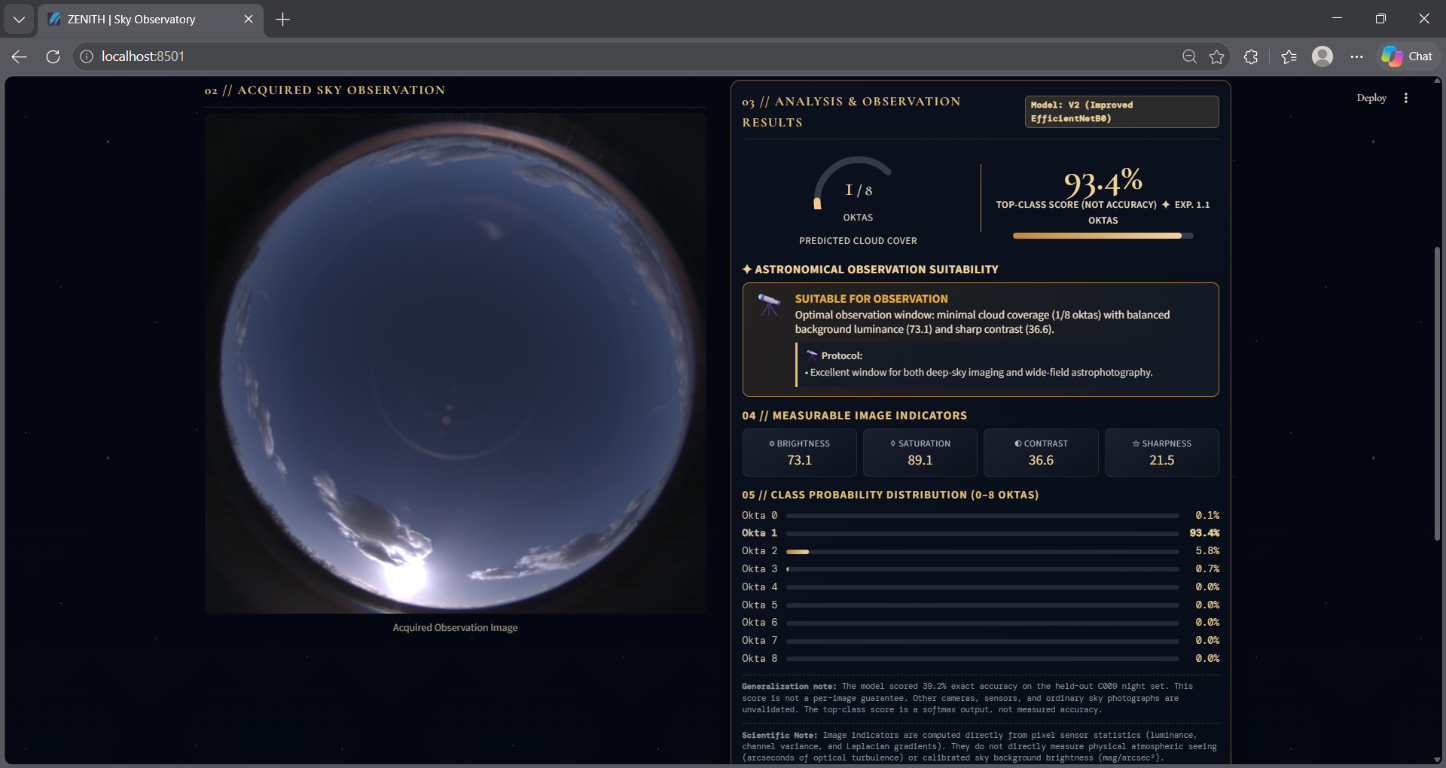 ZENITH | Sky Observatory
localhost:8501
Chat
Deploy
02 // ACQUIRED SKY OBSERVATION
Acquired Observation Image
03 // ANALYSIS & OBSERVATION
RESULTS
Model: V2 (Improved
EfficientNetB0)
1 / 8
OKTAS
PREDICTED CLOUD COVER
93.4%
TOP-CLASS SCORE (NOT ACCURACY) ✦ EXP. 1.1
OKTAS
✦ ASTRONOMICAL OBSERVATION SUITABILITY
SUITABLE FOR OBSERVATION
Optimal observation window: minimal cloud coverage (1/8 oktas) with balanced
background luminance (73.1) and sharp contrast (36.6).
Protocol:
• Excellent window for both deep-sky imaging and wide-field astrophotography.
04 // MEASURABLE IMAGE INDICATORS
BRIGHTNESS
73.1
◊ SATURATION
89.1
◐ CONTRAST
36.6
☆ SHARPNESS
21.5
05 // CLASS PROBABILITY DISTRIBUTION (0–8 OKTAS)
Okta 0 0.1%
Okta 1 93.4%
Okta 2 5.8%
Okta 3 0.7%
Okta 4 0.0%
Okta 5 0.0%
Okta 6 0.0%
Okta 7 0.0%
Okta 8 0.0%
Generalization note: The model scored 39.2% exact accuracy on the held-out C009 night set. This
score is not a per-image guarantee. Other cameras, sensors, and ordinary sky photographs are
unvalidated. The top-class score is a softmax output, not measured accuracy.
Scientific Note: Image indicators are computed directly from pixel sensor statistics (luminance,
channel variance, and Laplacian gradients). They do not directly measure physical atmospheric seeing
(arcseconds of optical turbulence) or calibrated sky background brightness (mag/arcsec²).